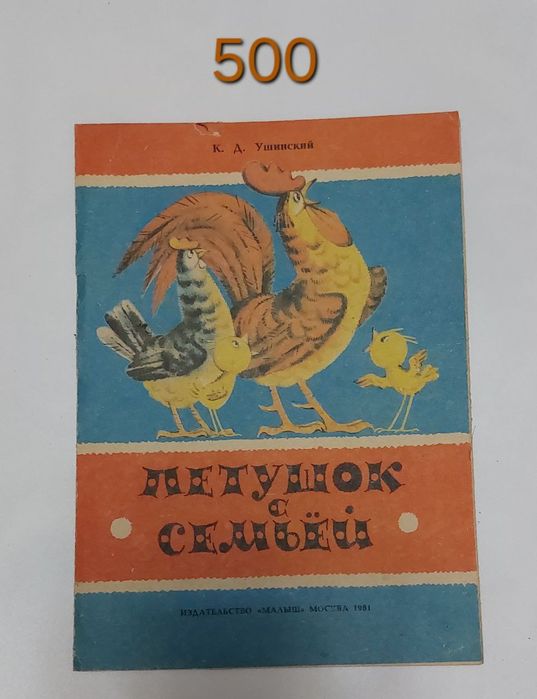 500
К. Д. Ушинский
ПЕТУШОК
С
СЕМЬЁЙ
ИЗДАТЕЛЬСТВО «МАЛЫШ» МОСКВА 1981